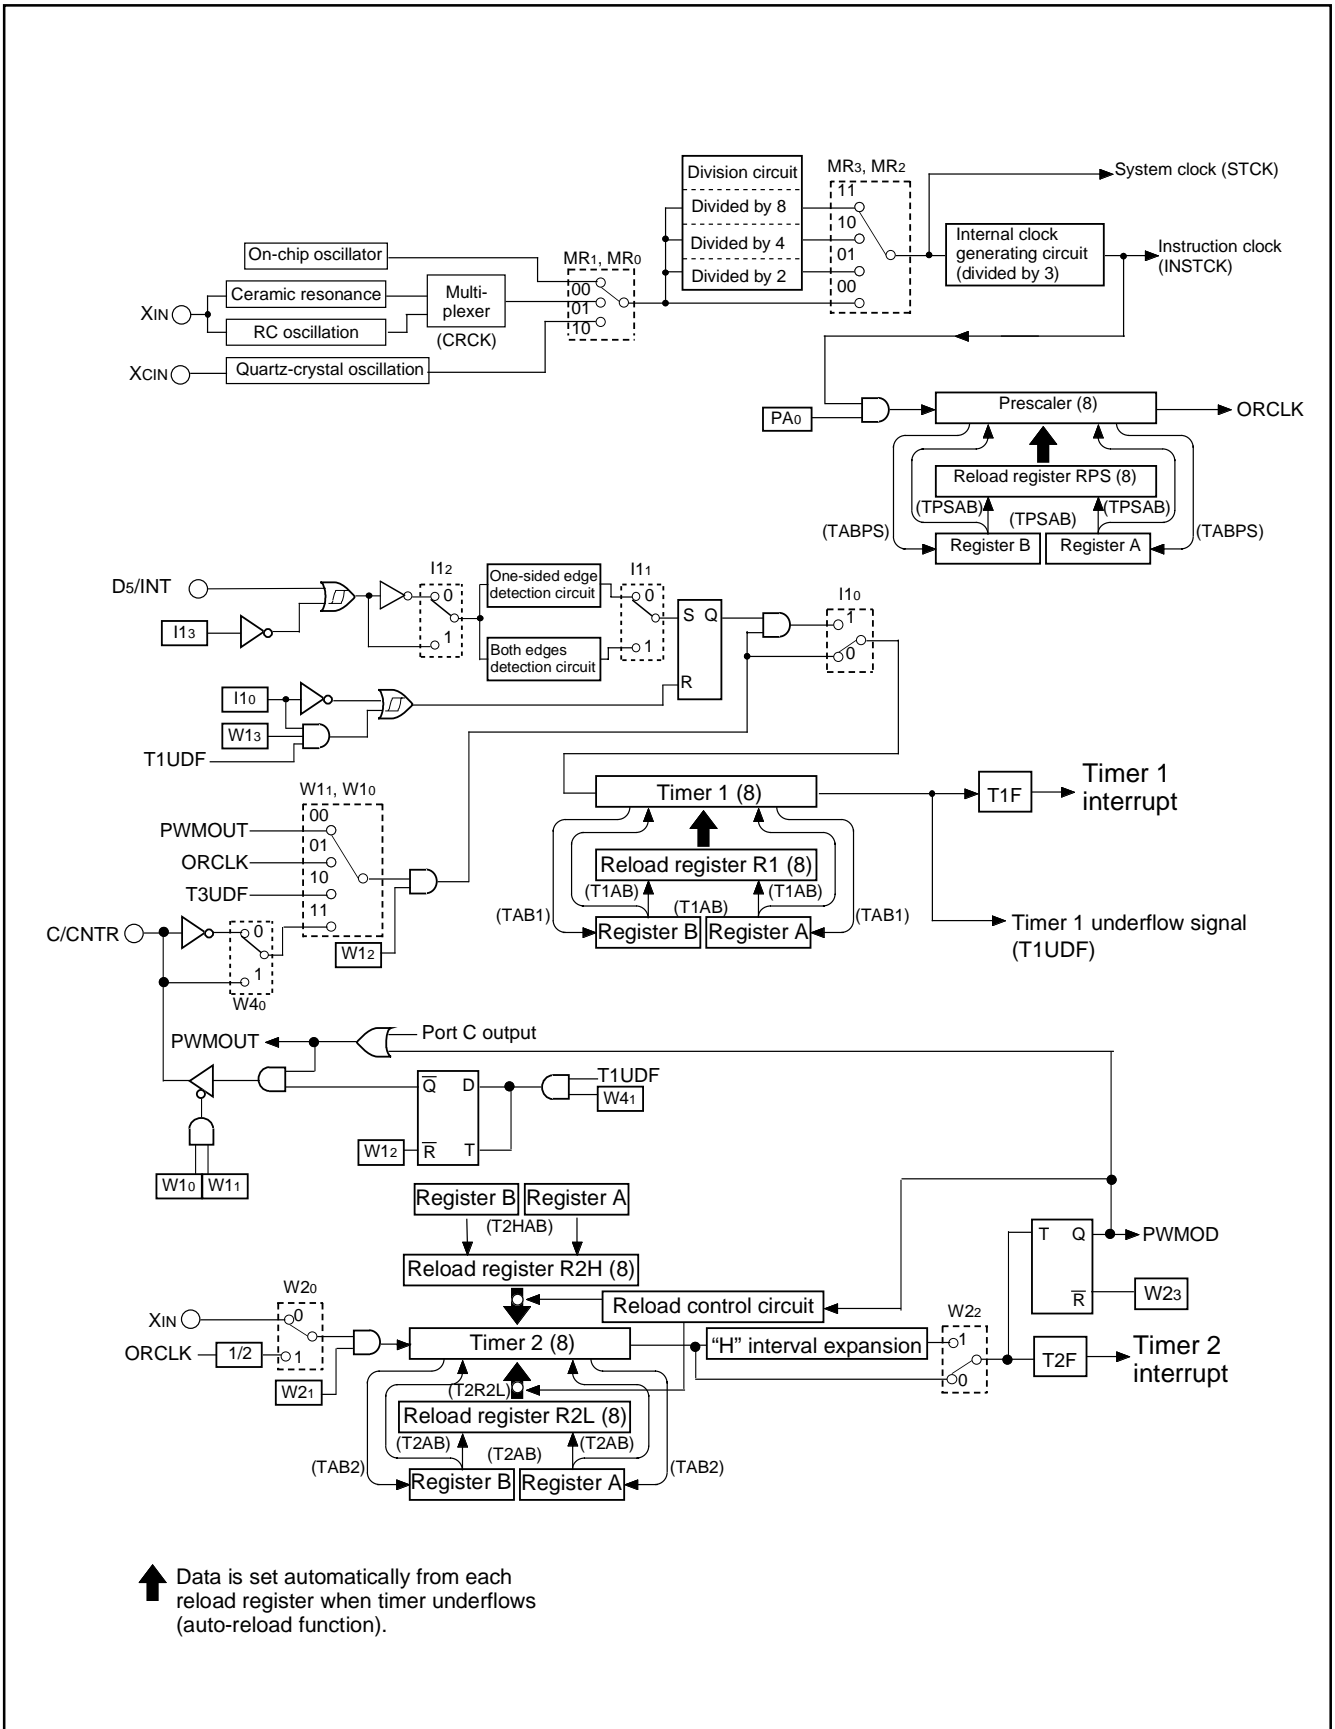 Division circuit
MR3, MR2
System clock (STCK)
11
Divided by 8
10
Divided by 4
01
Divided by 2
00
Internal clock
generating circuit
(divided by 3)
Instruction clock
(INSTCK)
On-chip oscillator
MR1, MR0
Ceramic resonance
Multi-
plexer
00
01
10
XIN
RC oscillation
(CRCK)
XCIN
Quartz-crystal oscillation
PA0
Prescaler (8)
ORCLK
Reload register RPS (8)
(TPSAB)
(TPSAB)
(TPSAB)
(TABPS)
(TABPS)
Register B
Register A
D5/INT
I12
One-sided edge
detection circuit
I11
I10
0
0
S Q
1
I13
1
Both edges
detection circuit
1
0
R
I10
W13
T1UDF
W11, W10
00
PWMOUT
01
ORCLK
10
T3UDF
11
C/CNTR
0
1
W12
W40
Timer 1 (8)
T1F
Timer 1
interrupt
Reload register R1 (8)
(T1AB)
(T1AB)
(T1AB)
(TAB1)
(TAB1)
Register B
Register A
Timer 1 underflow signal
(T1UDF)
PWMOUT
Port C output
Q D
T1UDF
W41
W12
R T
W10
W11
Register B
Register A
(T2HAB)
Reload register R2H (8)
T Q
PWMOD
R
W23
W20
XIN
0
Reload control circuit
W22
ORCLK
1/2
1
Timer 2 (8)
“H” interval expansion
1
0
T2F
Timer 2
interrupt
W21
(T2R2L)
Reload register R2L (8)
(T2AB)
(T2AB)
(T2AB)
(TAB2)
(TAB2)
Register B
Register A
Data is set automatically from each
reload register when timer underflows
(auto-reload function).